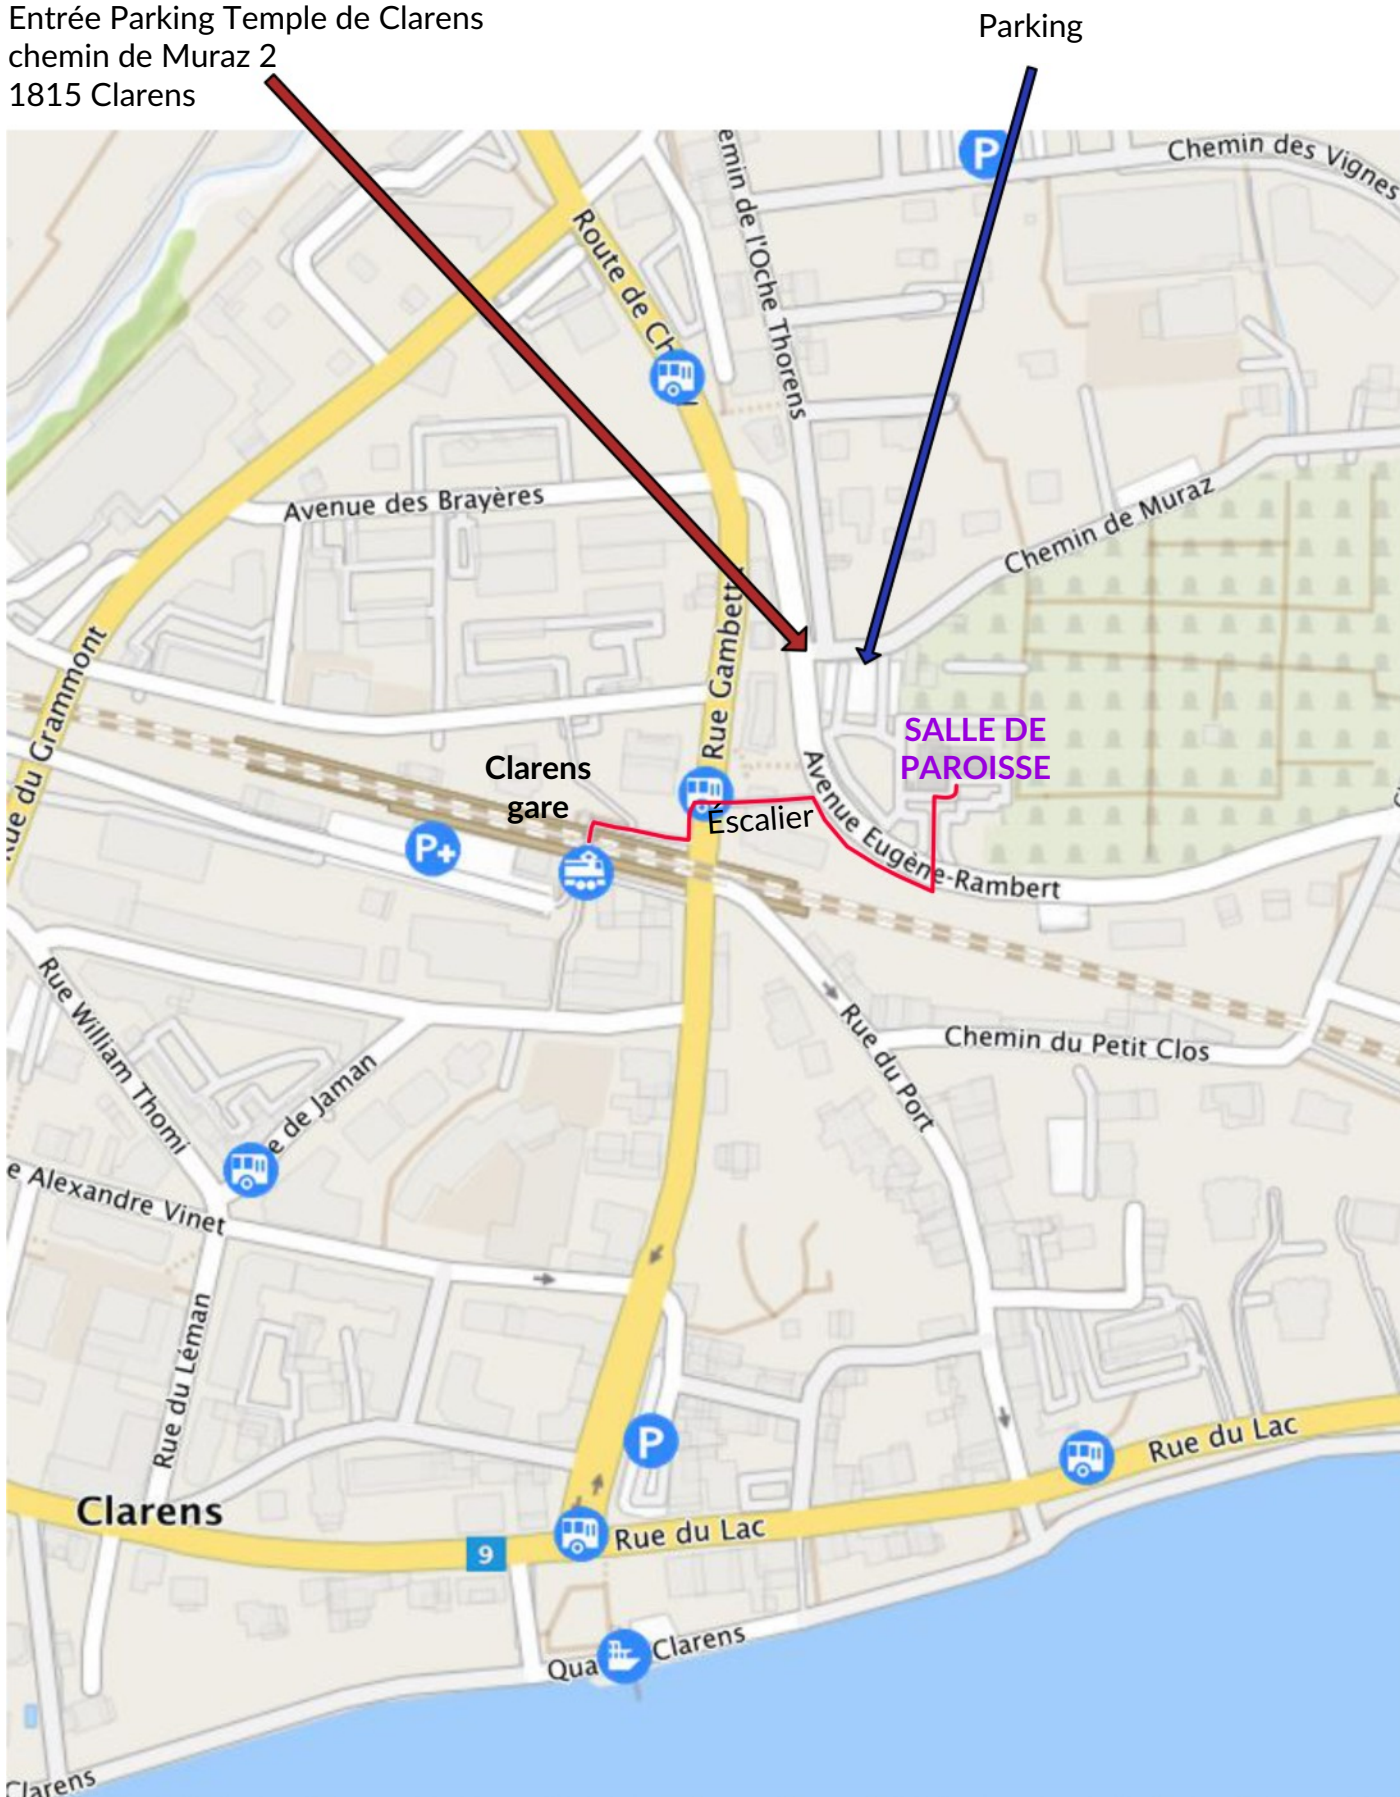 Entrée Parking Temple de Clarens
chemin de Muraz 2
1815 Clarens
Parking
P
Chemin des Vignes
emin de l'Oche Thorens
Route de Ch
Avenue des Brayères
Chemin de Muraz
Rue Gambett
Rue du Grammont
SALLE DE
PAROISSE
Clarens
gare
Escalier
Avenue Eugène-Rambert
P+
Rue William Thomi
e de Jaman
Rue du Port
Chemin du Petit Clos
e Alexandre Vinet
Rue du Léman
P
Rue du Lac
Clarens
Rue du Lac
9
Qua Clarens
Clarens